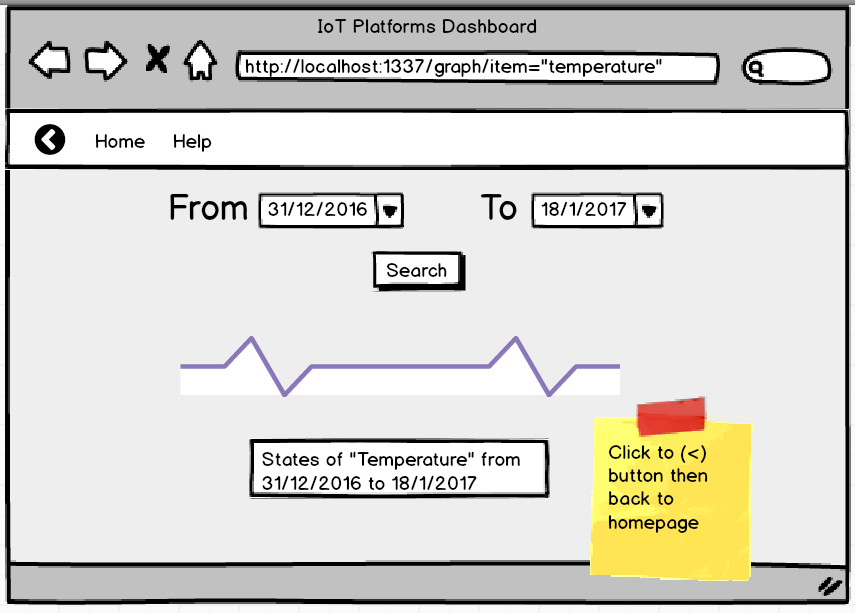 IoT Platforms Dashboard
http://localhost:1337/graph/item="temperature"
Home Help
From 31/12/2016 To 18/1/2017
Search
States of "Temperature" from
31/12/2016 to 18/1/2017
Click to (<)
button then
back to
homepage